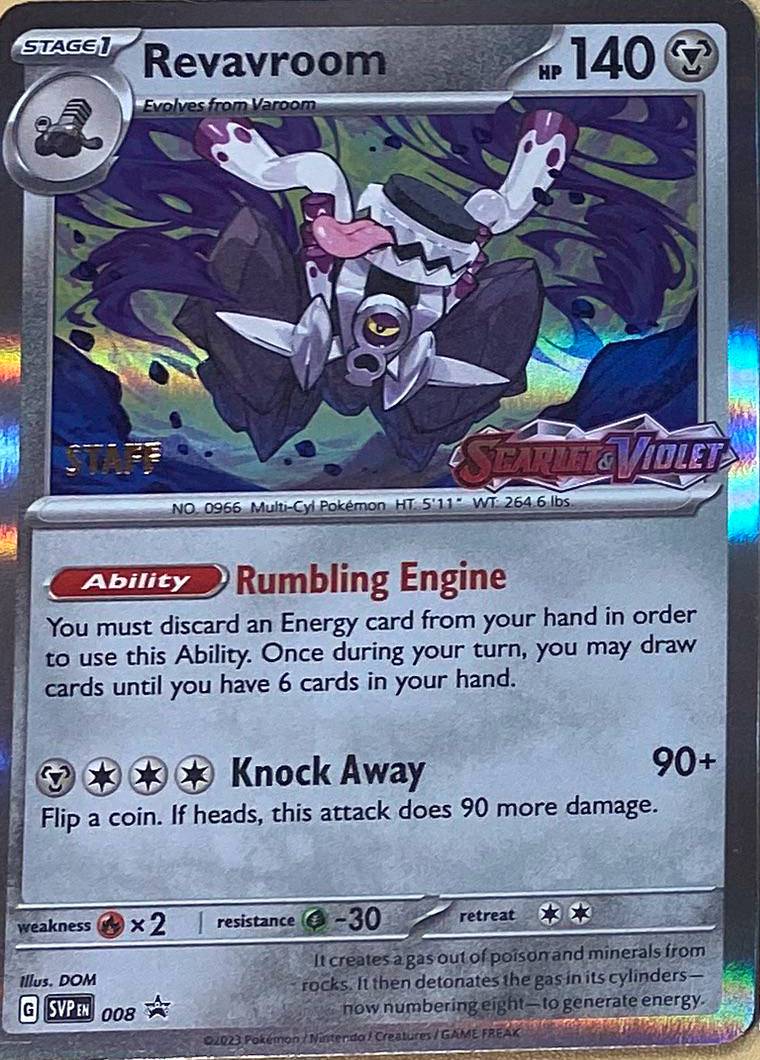 STAGE 1
Revavroom
HP 140
Evolves from Varoom
STAFF
SCARLET & VIOLET
NO. 0966 Multi-Cyl Pokémon HT: 5'11" WT: 264.6 lbs.
Ability Rumbling Engine
You must discard an Energy card from your hand in order
to use this Ability. Once during your turn, you may draw
cards until you have 6 cards in your hand.
Knock Away 90+
Flip a coin. If heads, this attack does 90 more damage.
weakness ×2 resistance -30 retreat
It creates a gas out of poison and minerals from
rocks. It then detonates the gas in its cylinders—
now numbering eight—to generate energy.
Illus. DOM
G SVP EN 008
©2023 Pokémon / Nintendo / Creatures / GAME FREAK